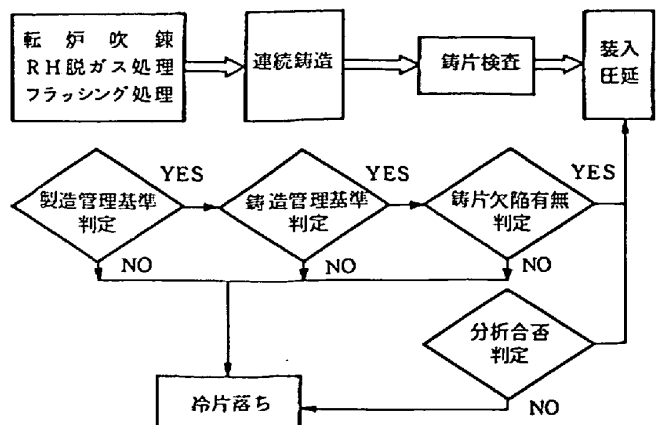 転炉吹錬
RH脱ガス処理
フラッシング処理
連続鋳造
鋳片検査
装入
圧延
製造管理基準
判定
YES
鋳造管理基準
判定
YES
鋳片欠陥有無
判定
YES
NO
NO
NO
分析合否
判定
NO
冷片落ち